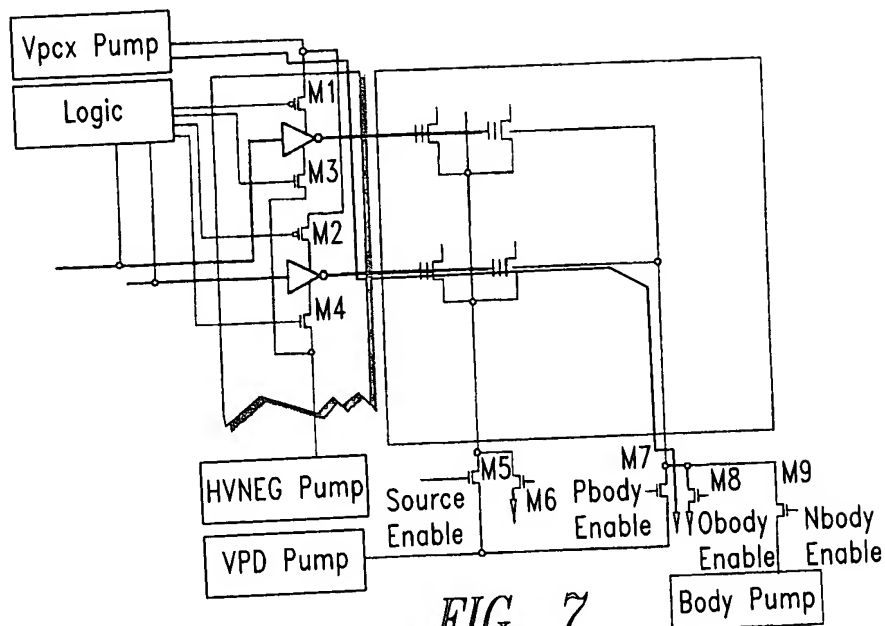 Vpcx Pump
Logic
M1
M3
M2
M4
HVNEG Pump
VPD Pump
M5
Source
Enable
M6
M7
Pbody
Enable
M8
Obody
Enable
M9
Nbody
Enable
Body Pump
FIG. 7